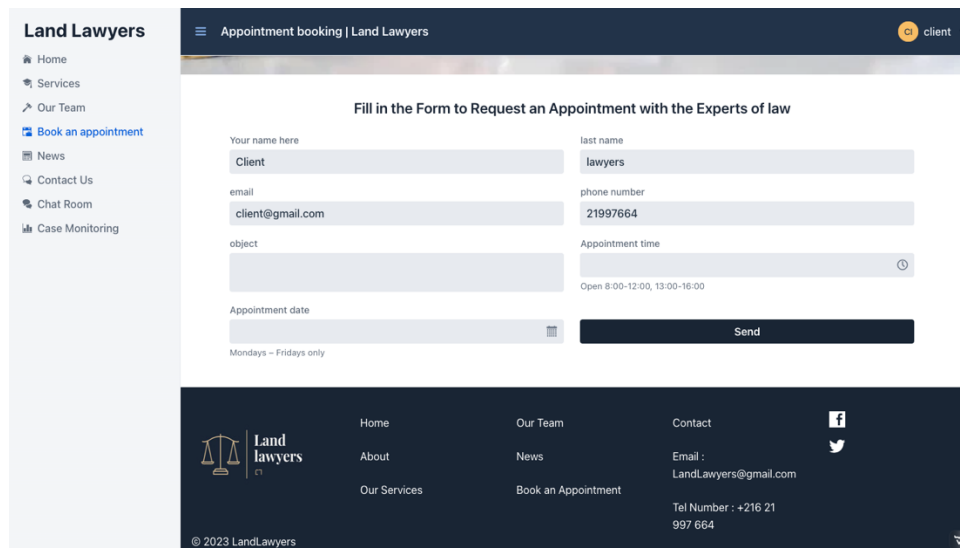 Land Lawyers
Home
Services
Our Team
Book an appointment
News
Contact Us
Chat Room
Case Monitoring
Appointment booking | Land Lawyers
CI client
Fill in the Form to Request an Appointment with the Experts of law
Your name here
Client
last name
lawyers
email
client@gmail.com
phone number
21997664
object
Appointment time
Open 8:00-12:00, 13:00-16:00
Appointment date
Mondays – Fridays only
Send
Land
lawyers
Home
About
Our Services
Our Team
News
Book an Appointment
Contact
Email :
LandLawyers@gmail.com
Tel Number : +216 21
997 664
© 2023 LandLawyers